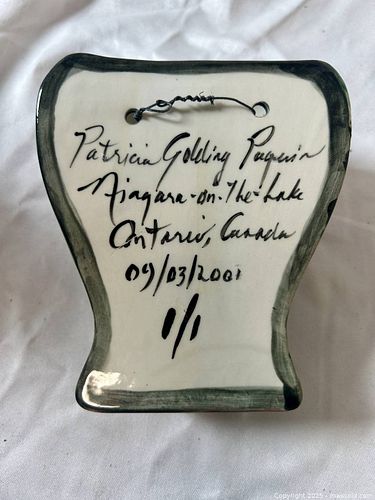 Patricia Golding Paquin
Niagara-on-the-Lake
Ontario, Canada
09/03/2001
1/1